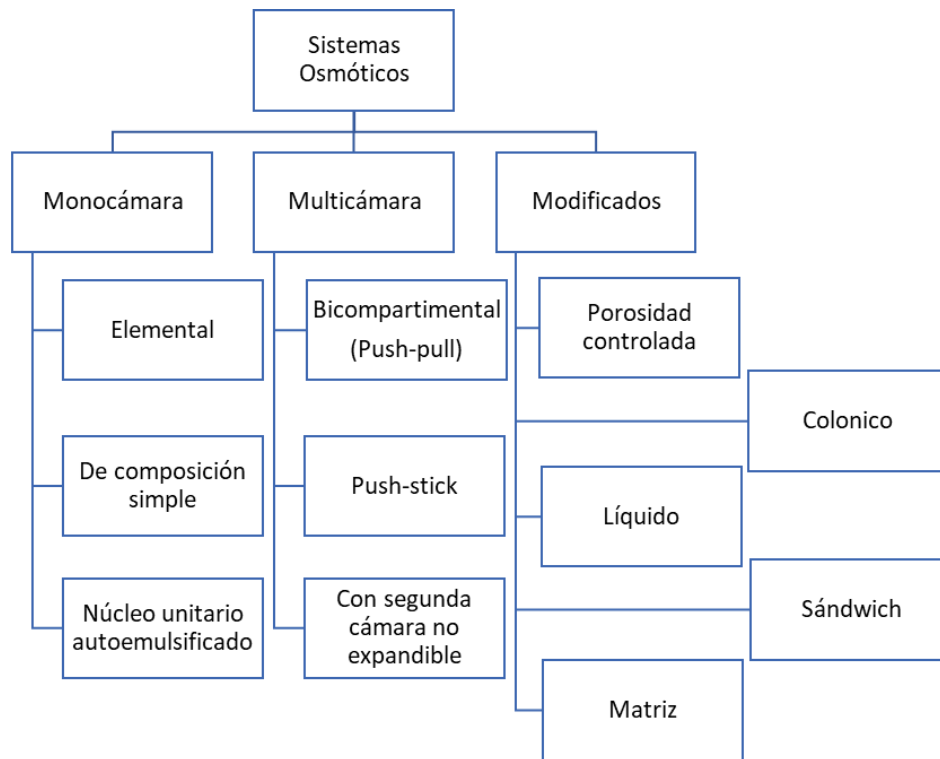 Sistemas
Osmóticos
Monocámara
Multicámara
Modificados
Elemental
De composición
simple
Núcleo unitario
autoemulsificado
Bicompartimental
(Push-pull)
Push-stick
Con segunda
cámara no
expandible
Porosidad
controlada
Colonico
Líquido
Sándwich
Matriz